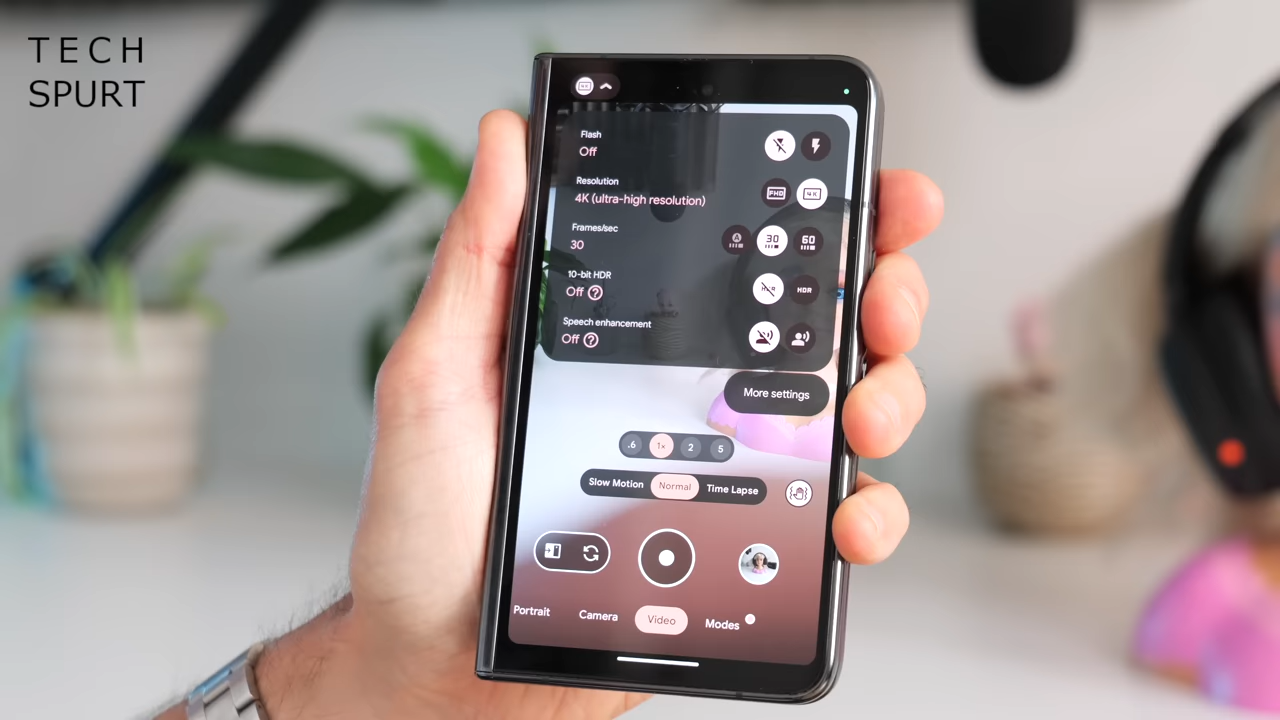 TECH
SPURT
4K
Flash
Off
Resolution
4K (ultra-high resolution)
FHD
4K
Frames/sec
30
A
30
60
10-bit HDR
Off ?
HDR
Speech enhancement
Off ?
More settings
.6 1× 2 5
Slow Motion Normal Time Lapse
Portrait Camera Video Modes